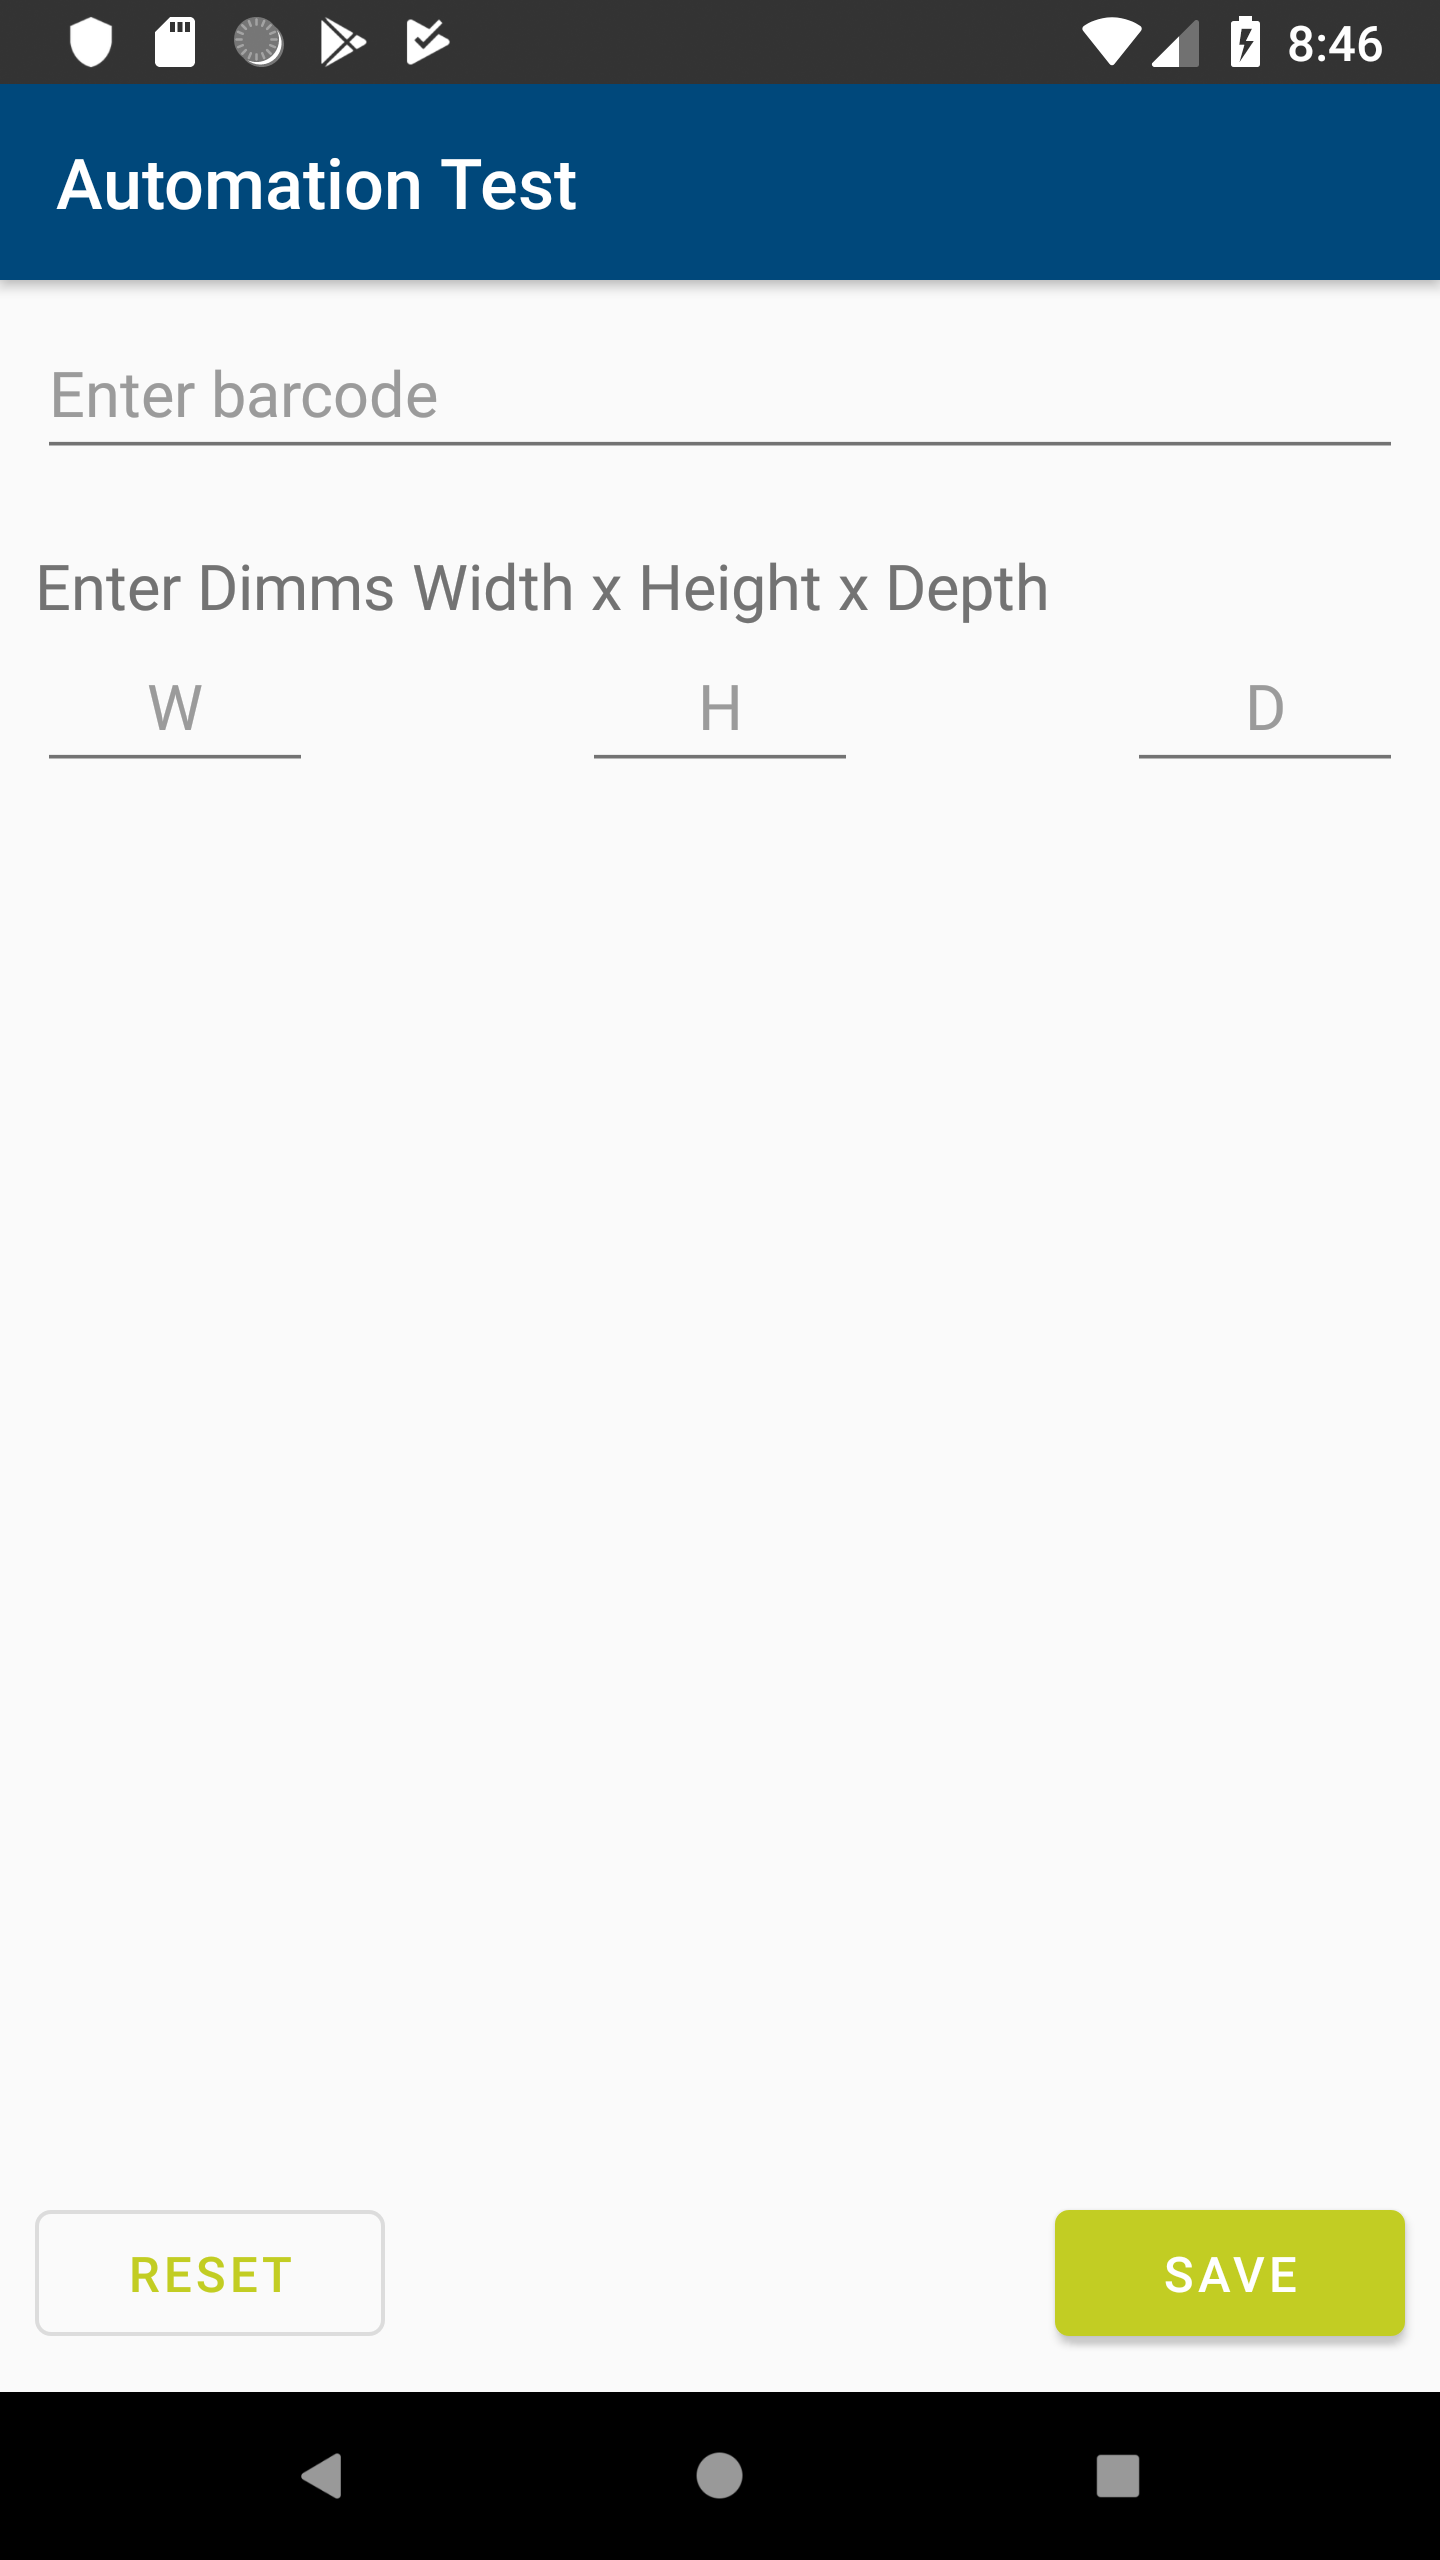 8:46
Automation Test
Enter barcode
Enter Dimms Width x Height x Depth
W H D
RESET SAVE